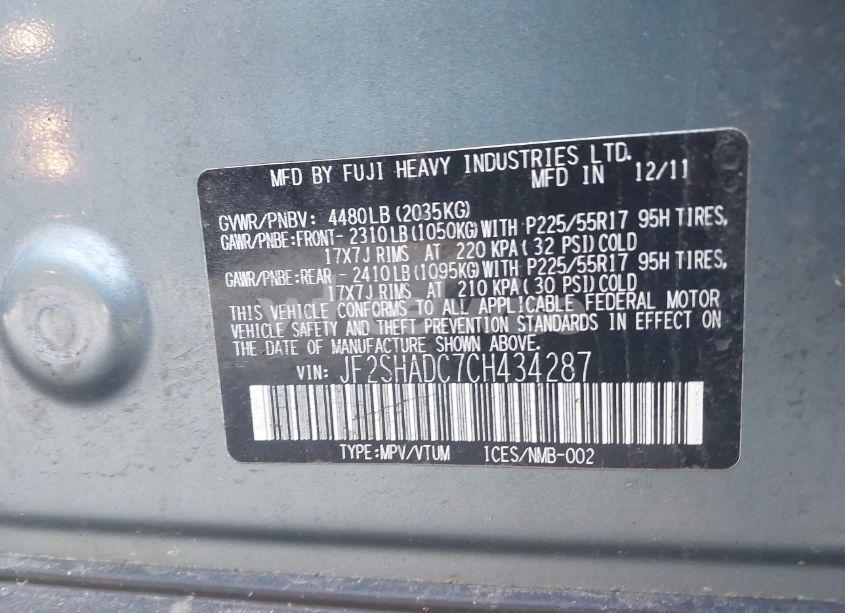 MFD BY FUJI HEAVY INDUSTRIES LTD.
MFD IN 12/11
GVWR/PNBV: 4480LB (2035KG)
GAWR/PNBE:FRONT- 2310LB (1050KG) WITH P225/55R17 95H TIRES,
17X7J RIMS AT 220 KPA (32 PSI) COLD
GAWR/PNBE:REAR - 2410LB (1095KG) WITH P225/55R17 95H TIRES,
17X7J RIMS AT 210 KPA (30 PSI) COLD
THIS VEHICLE CONFORMS TO ALL APPLICABLE FEDERAL MOTOR
VEHICLE SAFETY AND THEFT PREVENTION STANDARDS IN EFFECT ON
THE DATE OF MANUFACTURE SHOWN ABOVE.
VIN: JF2SHADC7CH434287
TYPE:MPV/VTUM ICES/NMB-002